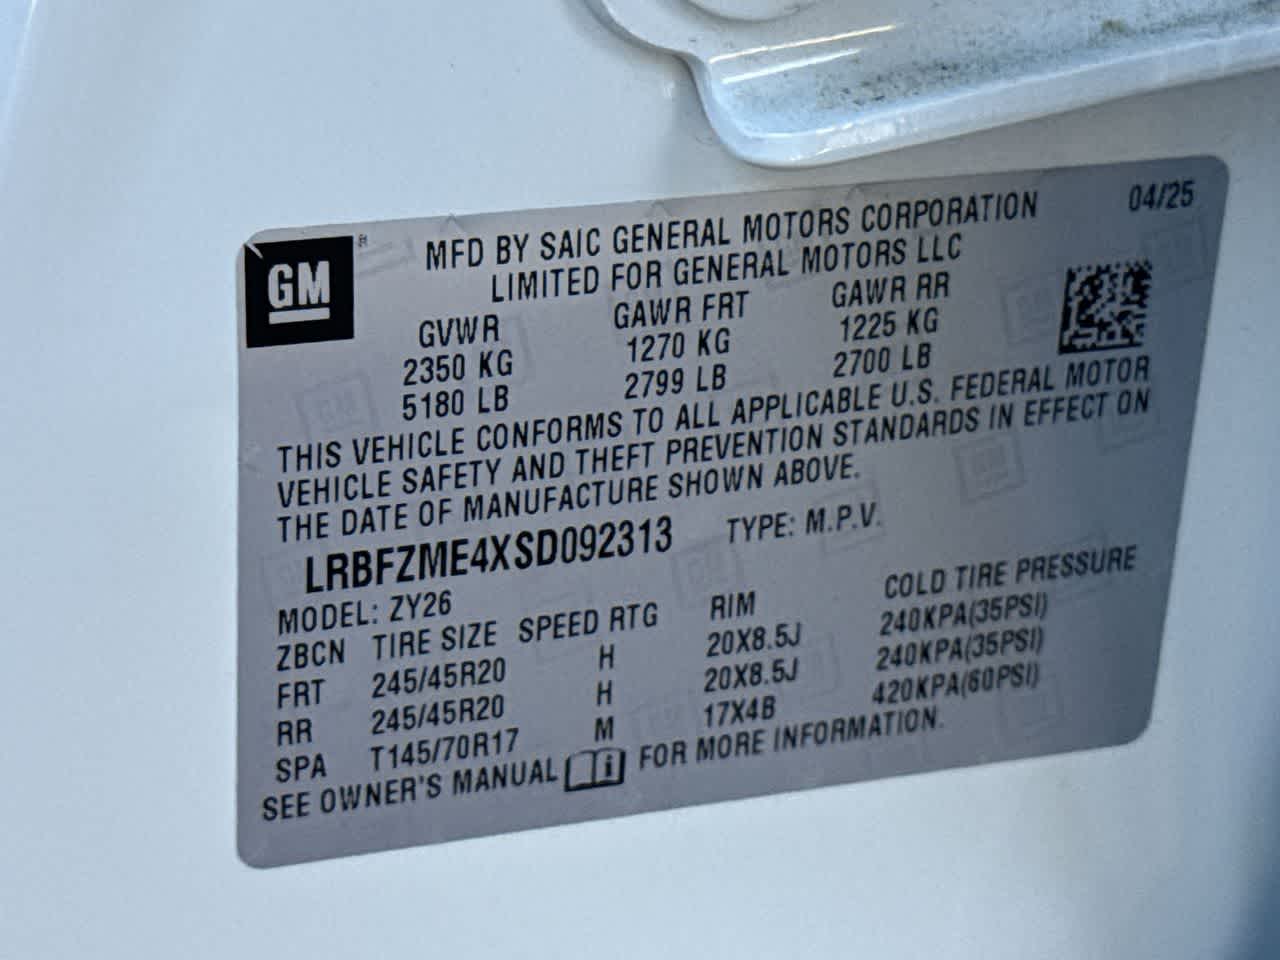 GM ®
04/25
MFD BY SAIC GENERAL MOTORS CORPORATION
LIMITED FOR GENERAL MOTORS LLC
GVWR GAWR FRT GAWR RR
2350 KG 1270 KG 1225 KG
5180 LB 2799 LB 2700 LB
THIS VEHICLE CONFORMS TO ALL APPLICABLE U.S. FEDERAL MOTOR
VEHICLE SAFETY AND THEFT PREVENTION STANDARDS IN EFFECT ON
THE DATE OF MANUFACTURE SHOWN ABOVE.
LRBFZME4XSD092313 TYPE: M.P.V.
MODEL: ZY26
ZBCN TIRE SIZE SPEED RTG RIM COLD TIRE PRESSURE
FRT 245/45R20 H 20X8.5J 240KPA(35PSI)
RR 245/45R20 H 20X8.5J 240KPA(35PSI)
SPA T145/70R17 M 17X4B 420KPA(60PSI)
SEE OWNER'S MANUAL FOR MORE INFORMATION.